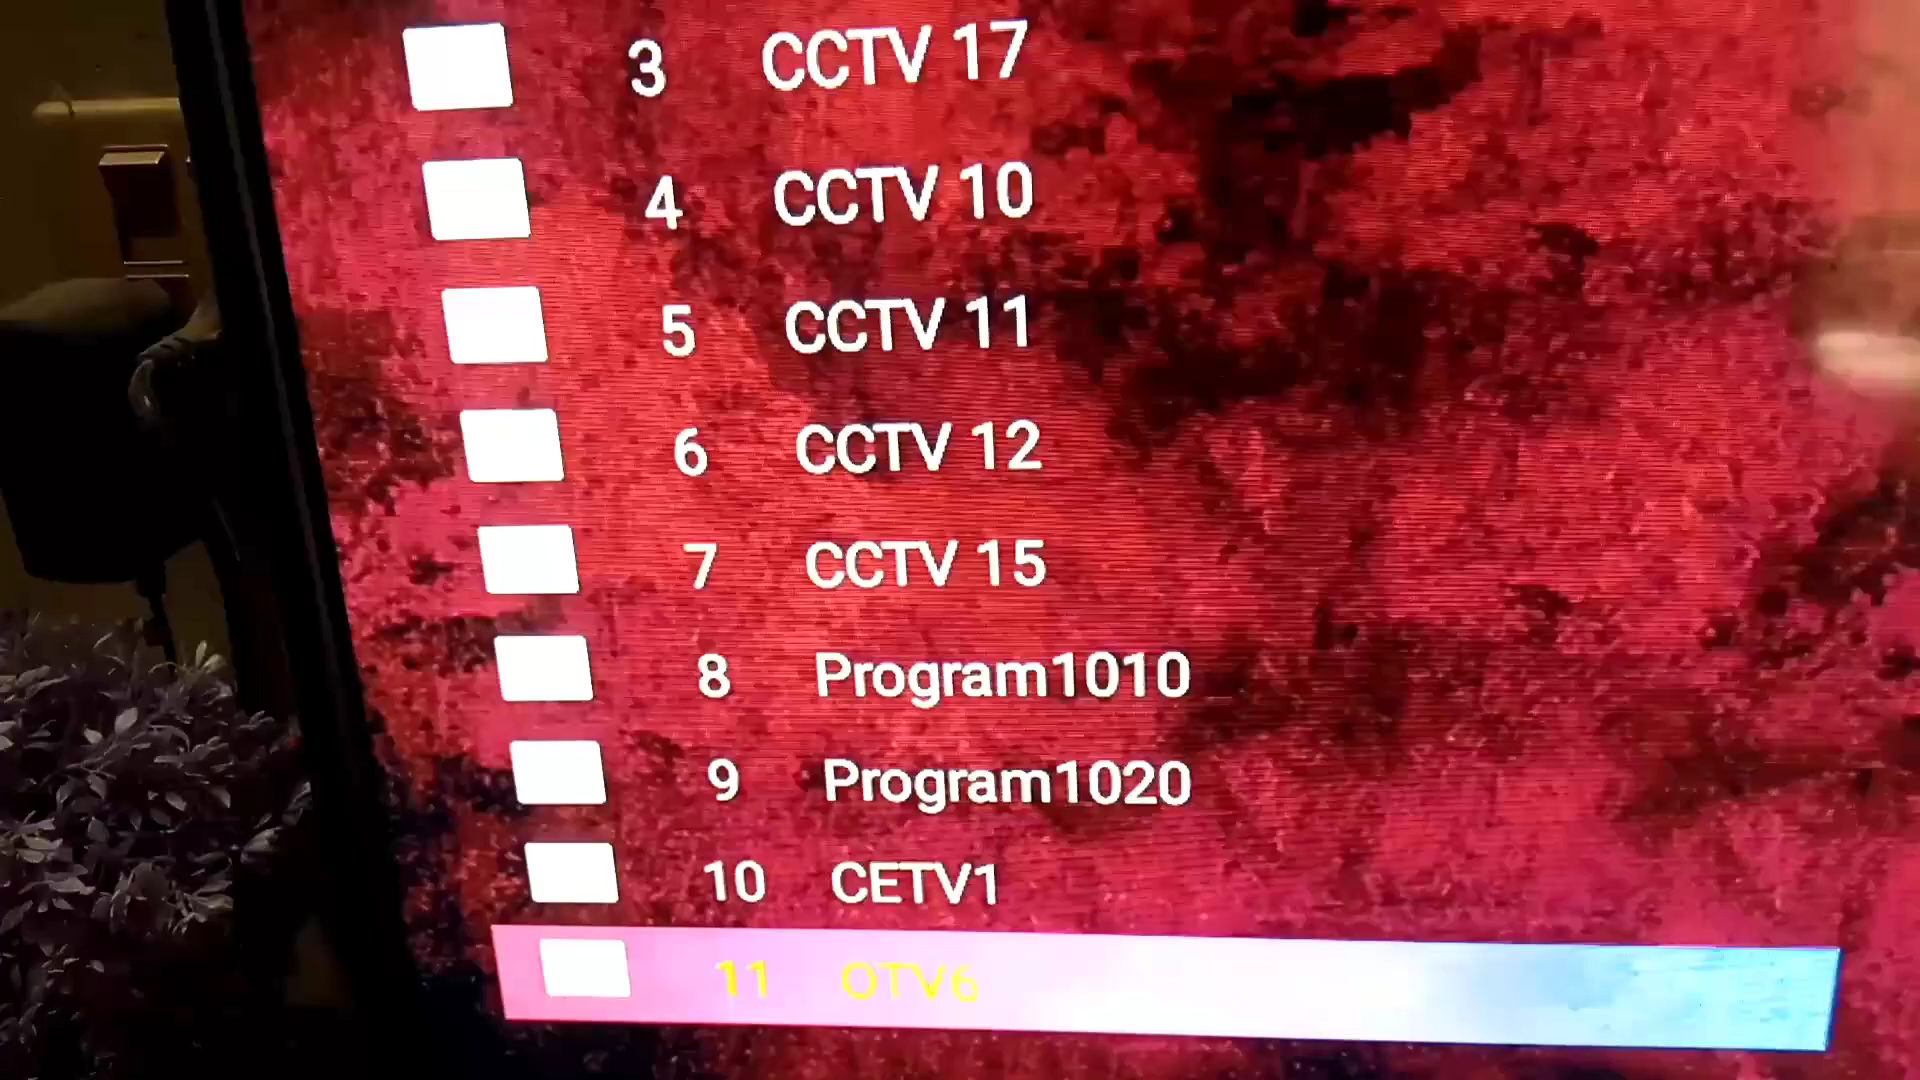 3 CCTV 17
4 CCTV 10
5 CCTV 11
6 CCTV 12
7 CCTV 15
8 Program1010
9 Program1020
10 CETV1
11 OTV6